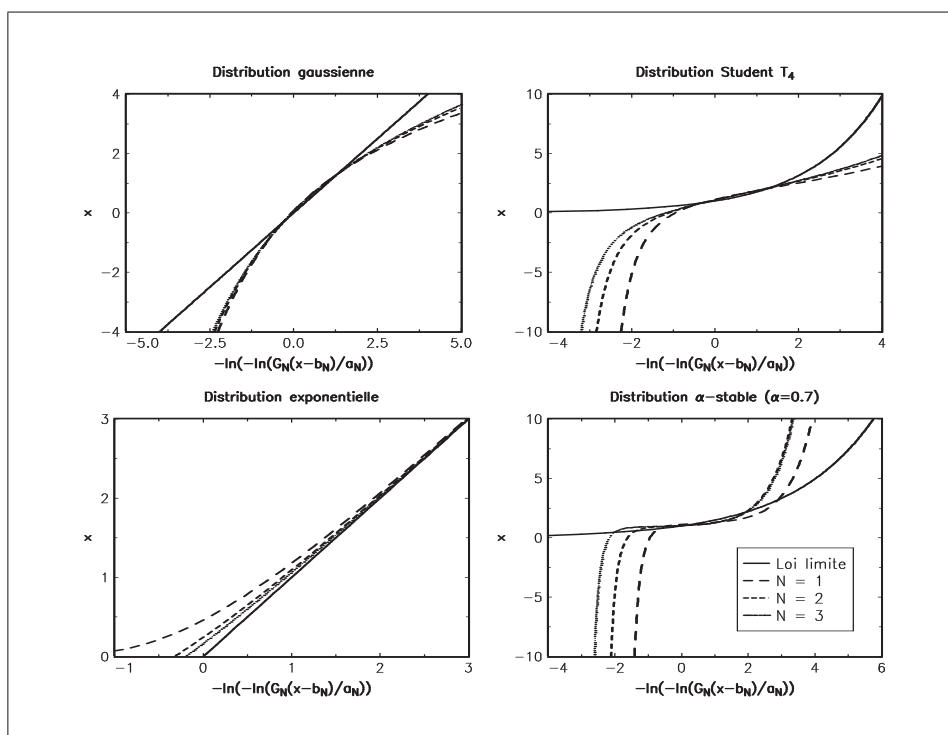 Distribution gaussienne
4
2
0
−2
−4
x
−5.0 −2.5 0.0 2.5 5.0
−ln(−ln(G_N(x−b_N)/a_N))
Distribution Student T_4
10
5
0
−5
−10
x
−4 −2 0 2 4
−ln(−ln(G_N(x−b_N)/a_N))
Distribution exponentielle
3
2
1
0
x
−1 0 1 2 3
−ln(−ln(G_N(x−b_N)/a_N))
Distribution α−stable (α=0.7)
10
5
0
−5
−10
x
Loi limite
N = 1
N = 2
N = 3
−4 −2 0 2 4 6
−ln(−ln(G_N(x−b_N)/a_N))